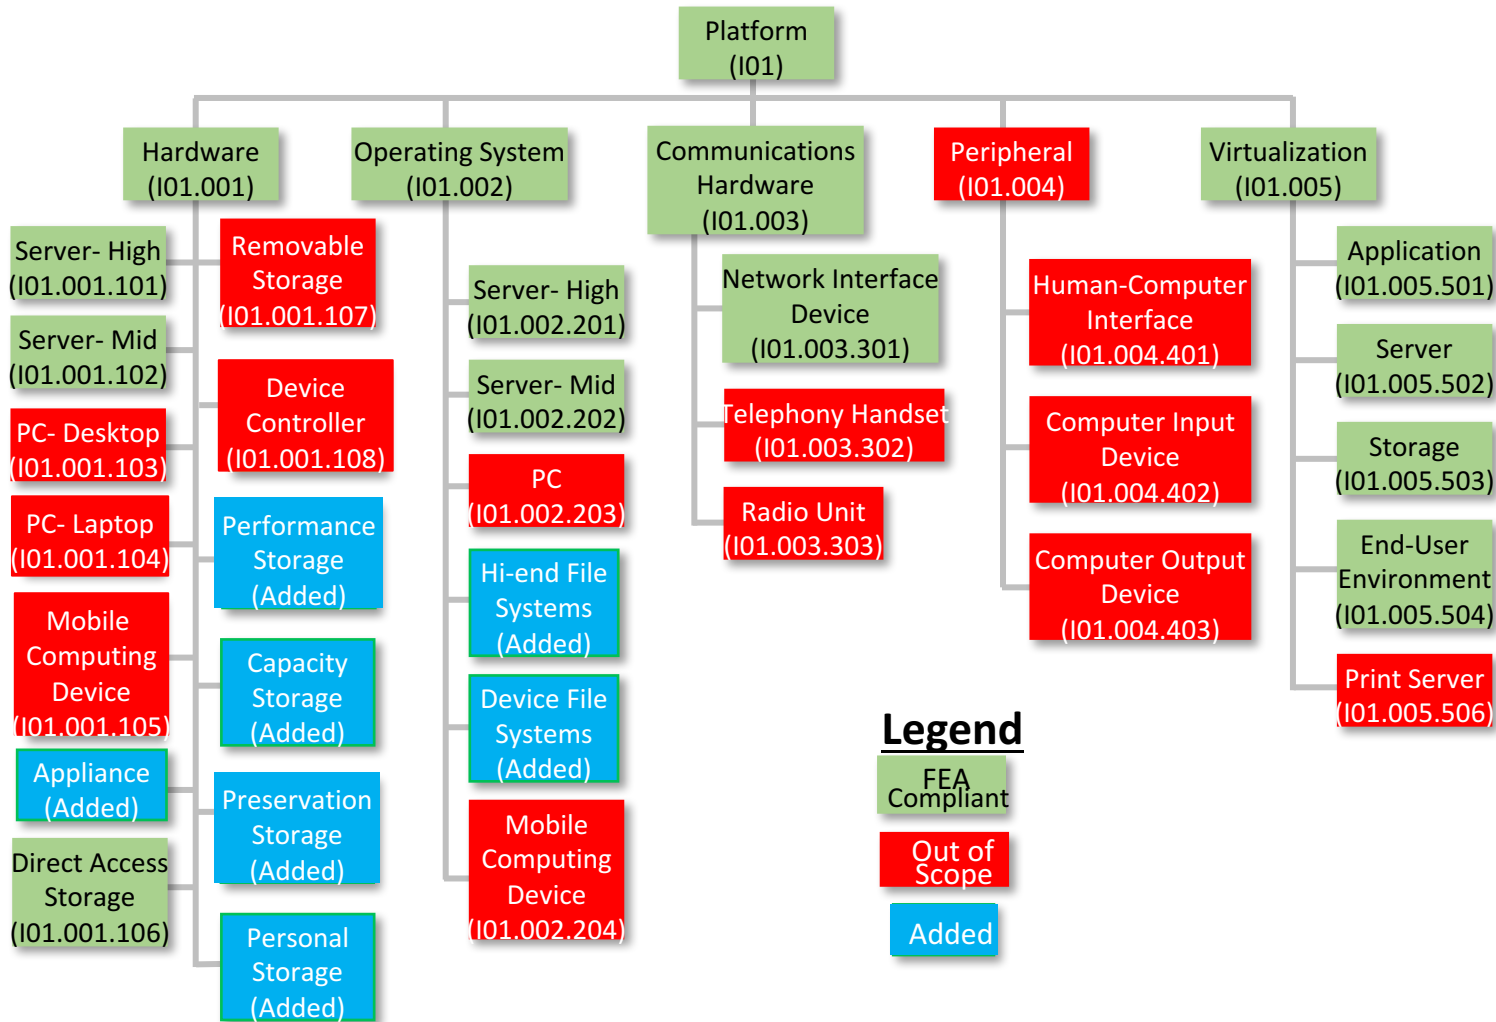 Platform
(I01)
Hardware
(I01.001)
Operating System
(I01.002)
Communications
Hardware
(I01.003)
Peripheral
(I01.004)
Virtualization
(I01.005)
Server- High
(I01.001.101)
Server- Mid
(I01.001.102)
PC- Desktop
(I01.001.103)
PC- Laptop
(I01.001.104)
Mobile
Computing
Device
(I01.001.105)
Appliance
(Added)
Direct Access
Storage
(I01.001.106)
Removable
Storage
(I01.001.107)
Device
Controller
(I01.001.108)
Performance
Storage
(Added)
Capacity
Storage
(Added)
Preservation
Storage
(Added)
Personal
Storage
(Added)
Server- High
(I01.002.201)
Server- Mid
(I01.002.202)
PC
(I01.002.203)
Hi-end File
Systems
(Added)
Device File
Systems
(Added)
Mobile
Computing
Device
(I01.002.204)
Network Interface
Device
(I01.003.301)
Telephony Handset
(I01.003.302)
Radio Unit
(I01.003.303)
Human-Computer
Interface
(I01.004.401)
Computer Input
Device
(I01.004.402)
Computer Output
Device
(I01.004.403)
Application
(I01.005.501)
Server
(I01.005.502)
Storage
(I01.005.503)
End-User
Environment
(I01.005.504)
Print Server
(I01.005.506)
Legend
FEA
Compliant
Out of
Scope
Added